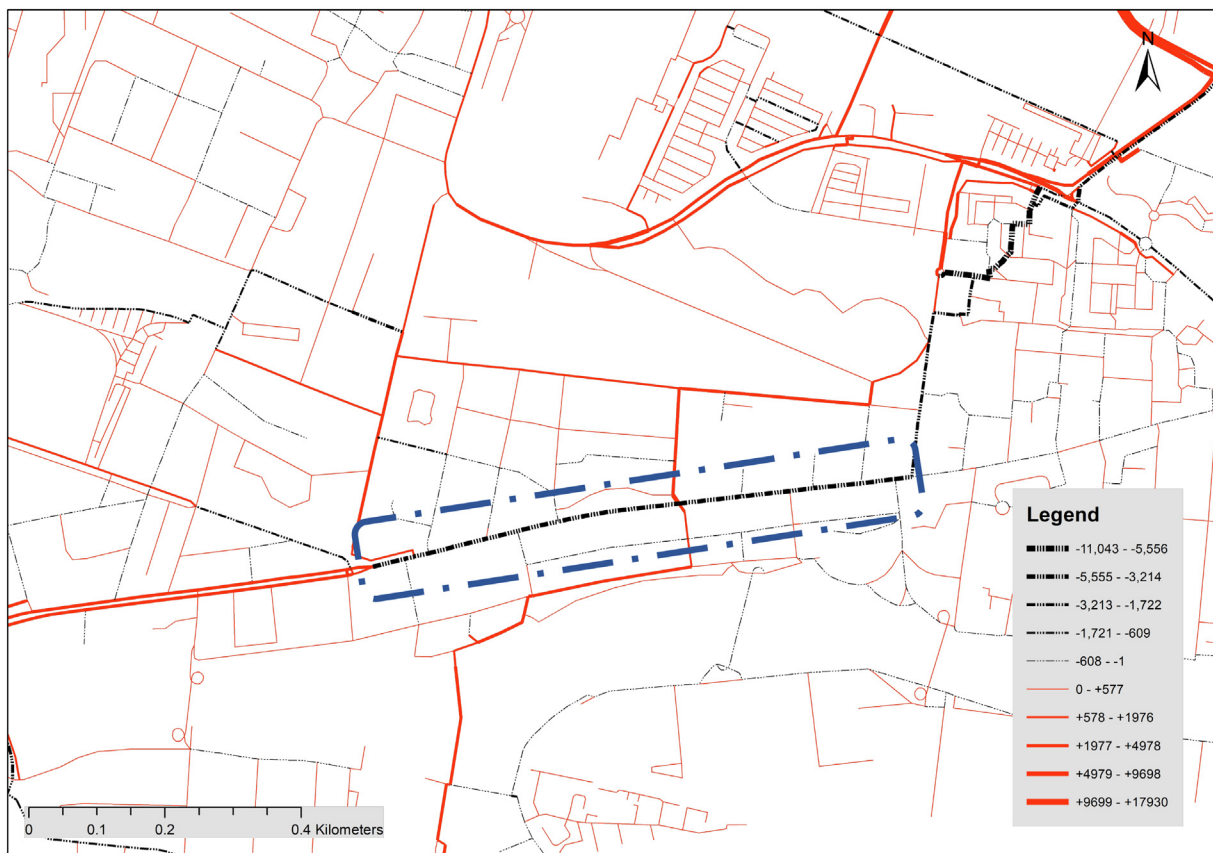 N
Legend
-11,043 - -5,556
-5,555 - -3,214
-3,213 - -1,722
-1,721 - -609
-608 - -1
0 - +577
+578 - +1976
+1977 - +4978
+4979 - +9698
+9699 - +17930
0 0.1 0.2 0.4 Kilometers